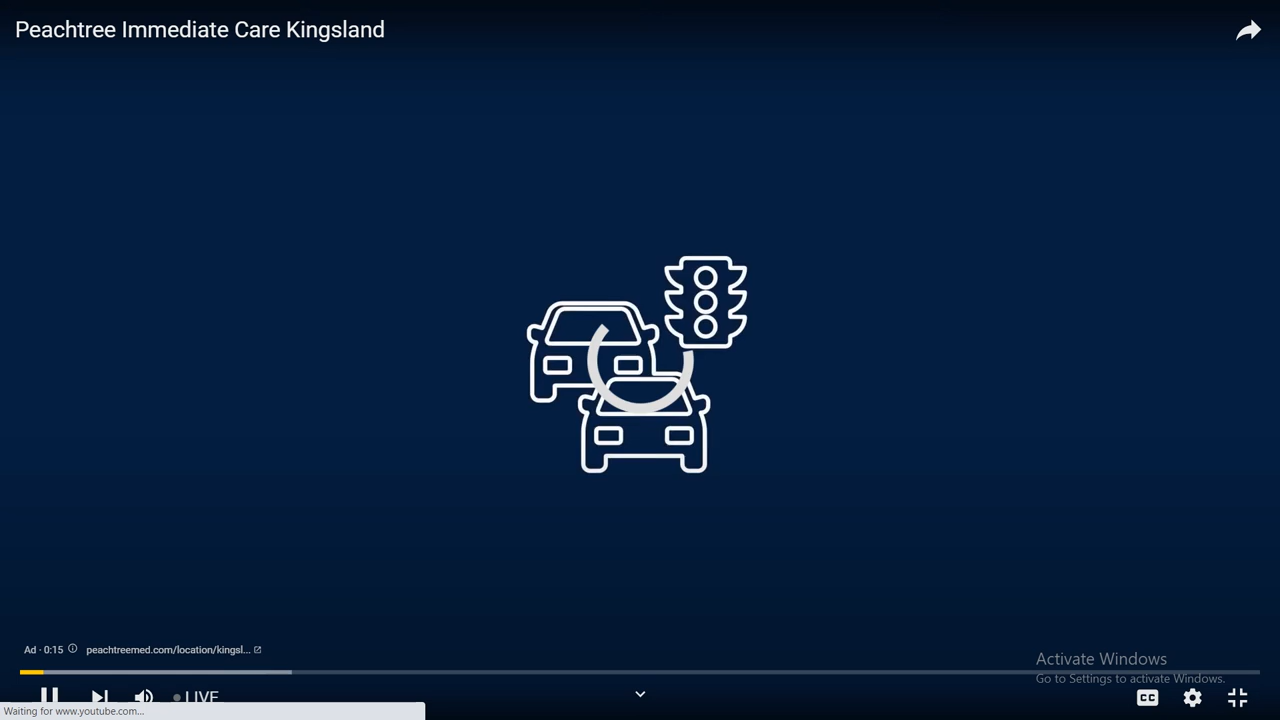 Peachtree Immediate Care Kingsland
Ad · 0:15 peachtreemed.com/location/kingsl...
Activate Windows
Go to Settings to activate Windows.
LIVE
CC
Waiting for www.youtube.com...